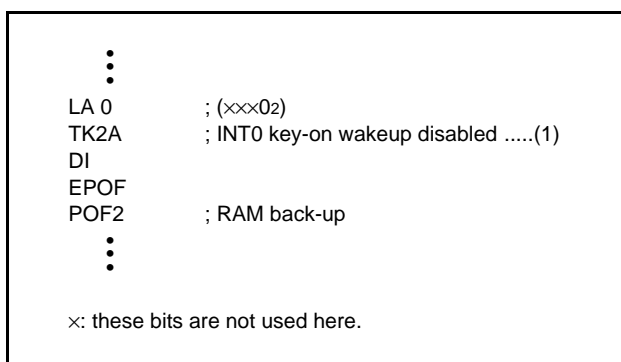 LA 0 ; (×××0₂)
TK2A ; INT0 key-on wakeup disabled .....(1)
DI
EPOF
POF2 ; RAM back-up
×: these bits are not used here.